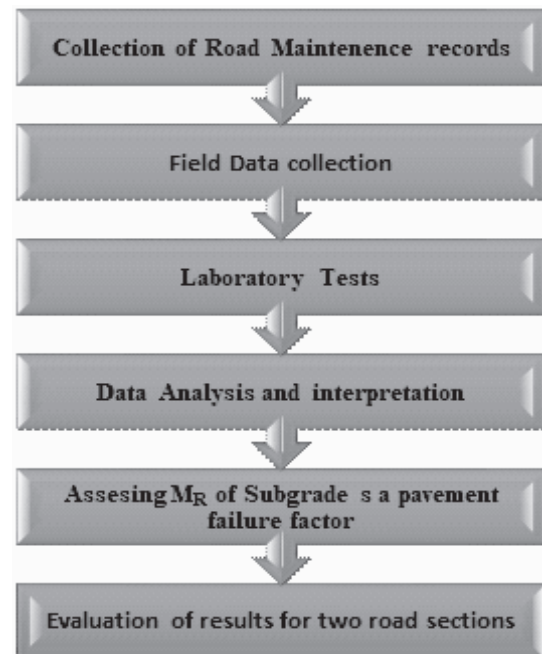 Collection of Road Maintenence records
Field Data collection
Laboratory Tests
Data Analysis and interpretation
Assesing MR of Subgrade s a pavement
failure factor
Evaluation of results for two road sections